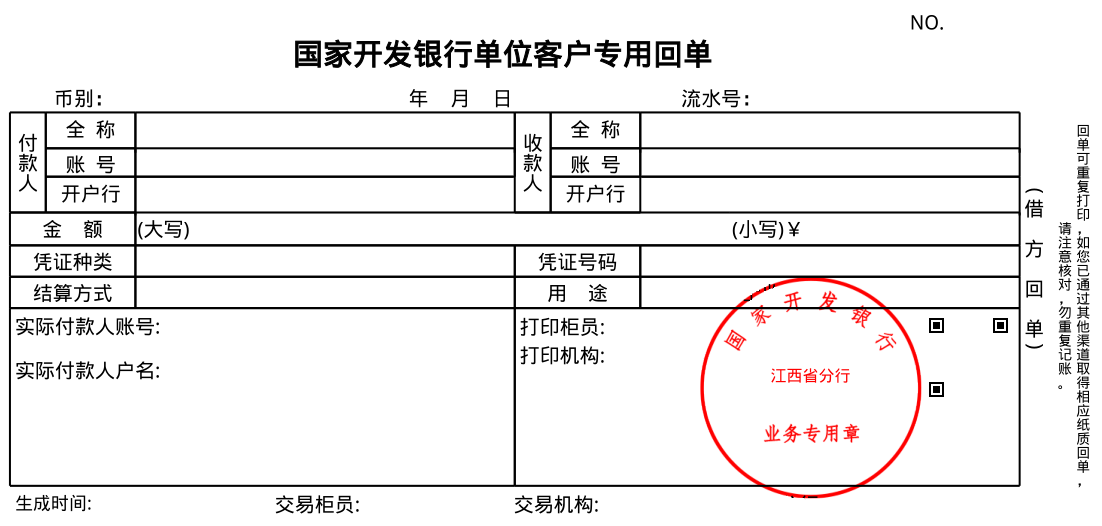 NO.
国家开发银行单位客户专用回单
币别: 年 月 日 流水号:
付款人 全 称 收款人 全 称
账 号 账 号
开户行 开户行
金 额 (大写) (小写)￥
凭证种类 凭证号码
结算方式 用 途
实际付款人账号: 打印柜员:
打印机构:
实际付款人户名:
国家开发银行
江西省分行
业务专用章
生成时间: 交易柜员: 交易机构:
(借方回单)
回单可重复打印,如您已通过其他渠道取得相应纸质回单,
请注意核对,勿重复记账。